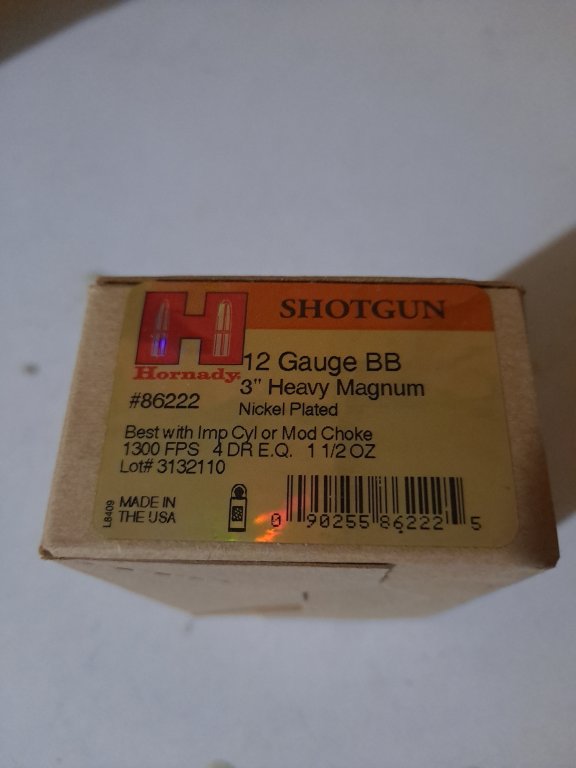 H
SHOTGUN
Hornady.
12 Gauge BB
#86222
3" Heavy Magnum
Nickel Plated
Best with Imp Cyl or Mod Choke
1300 FPS 4 DR E.Q. 1 1/2 OZ
Lot# 3132110
L8409
MADE IN
THE USA
0 90255 86222 5